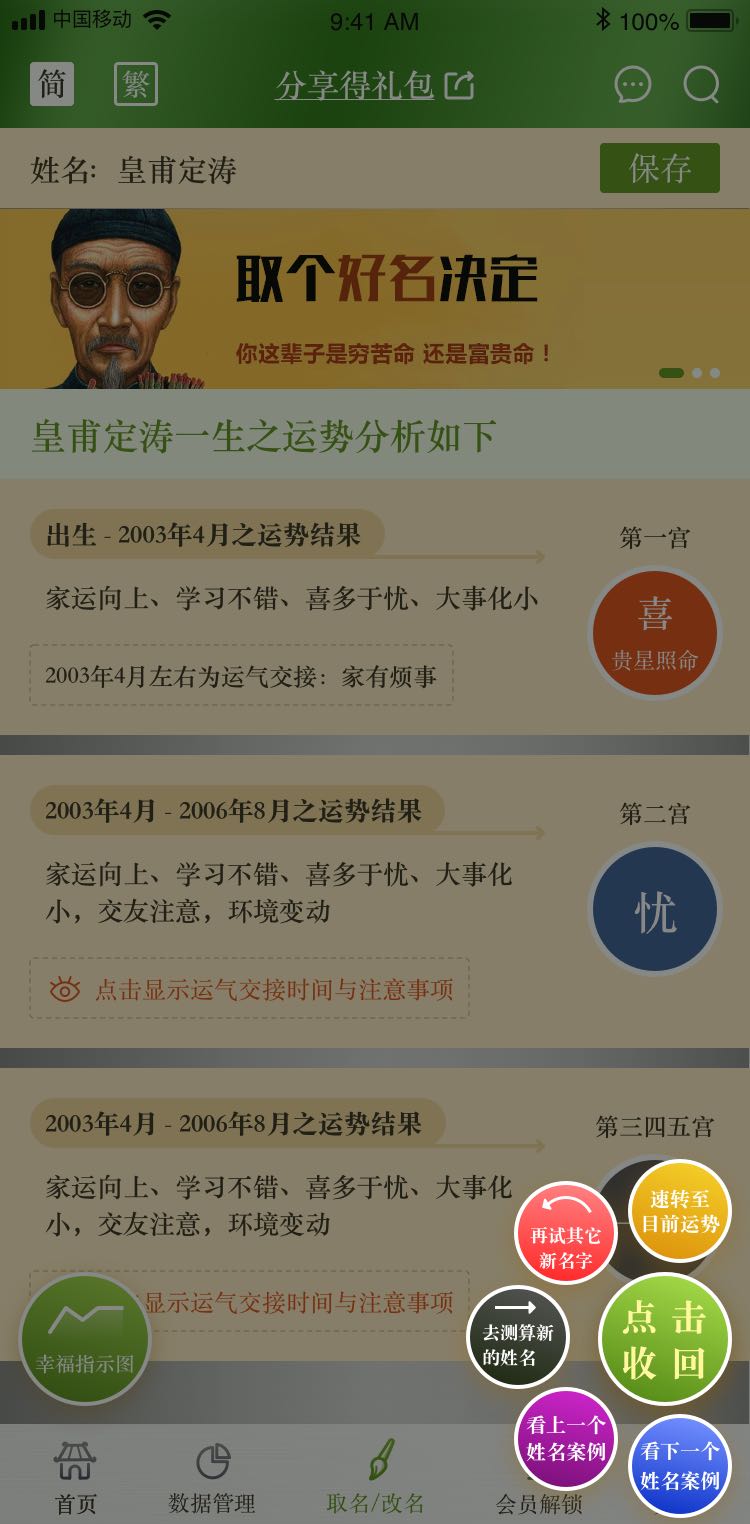 中国移动
9:41 AM
100%
简
繁
分享得礼包
姓名：皇甫定涛
保存
取个好名决定
你这辈子是穷苦命 还是富贵命！
皇甫定涛一生之运势分析如下
出生 - 2003年4月之运势结果
第一宫
家运向上、学习不错、喜多于忧、大事化小
喜
贵星照命
2003年4月左右为运气交接：家有烦事
2003年4月 - 2006年8月之运势结果
第二宫
家运向上、学习不错、喜多于忧、大事化
小，交友注意，环境变动
忧
点击显示运气交接时间与注意事项
2003年4月 - 2006年8月之运势结果
第三四五宫
家运向上、学习不错、喜多于忧、大事化
小，交友注意，环境变动
显示运气交接时间与注意事项
幸福指示图
速转至
目前运势
再试其它
新名字
去测算新
的姓名
点击
收回
看上一个
姓名案例
看下一个
姓名案例
首页
数据管理
取名/改名
会员解锁